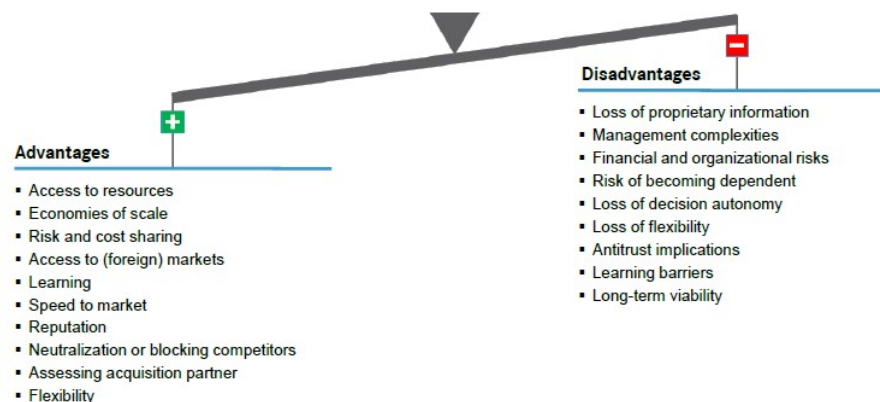 Advantages
▪ Access to resources
▪ Economies of scale
▪ Risk and cost sharing
▪ Access to (foreign) markets
▪ Learning
▪ Speed to market
▪ Reputation
▪ Neutralization or blocking competitors
▪ Assessing acquisition partner
▪ Flexibility
Disadvantages
▪ Loss of proprietary information
▪ Management complexities
▪ Financial and organizational risks
▪ Risk of becoming dependent
▪ Loss of decision autonomy
▪ Loss of flexibility
▪ Antitrust implications
▪ Learning barriers
▪ Long-term viability